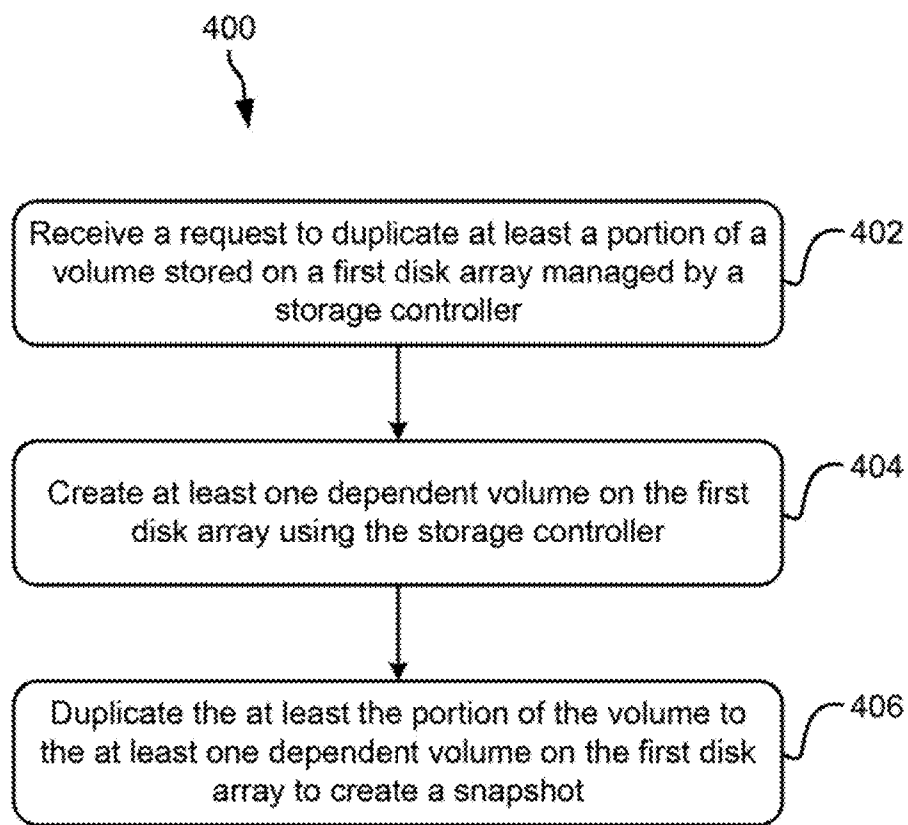 400
Receive a request to duplicate at least a portion of a
volume stored on a first disk array managed by a
storage controller
402
Create at least one dependent volume on the first
disk array using the storage controller
404
Duplicate the at least the portion of the volume to
the at least one dependent volume on the first disk
array to create a snapshot
406